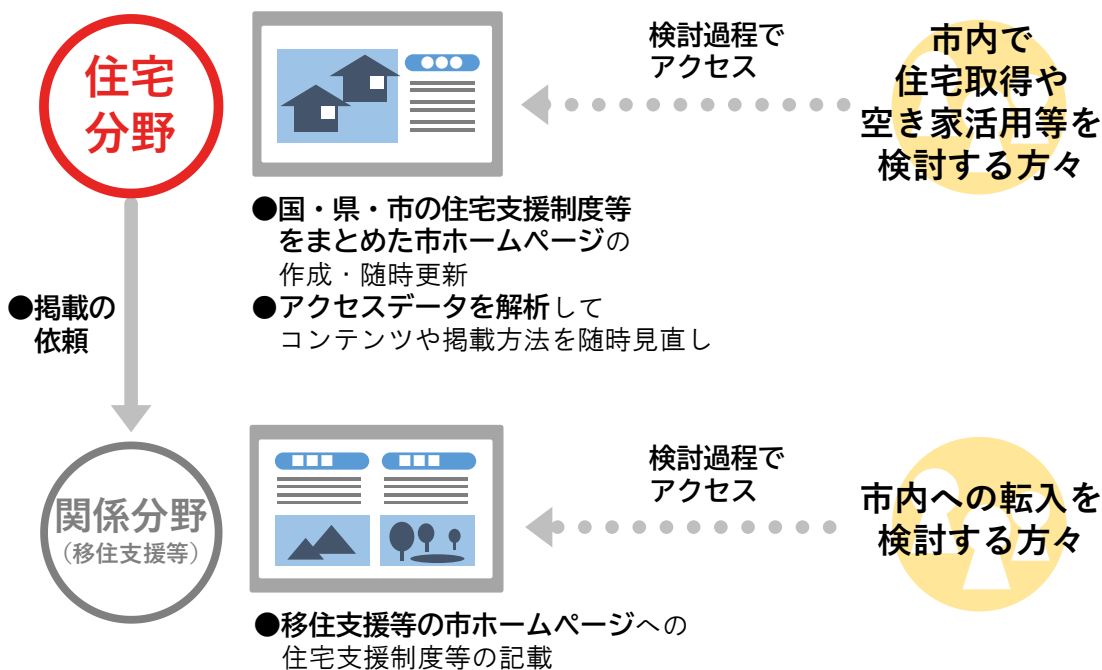 住宅
分野
検討過程で
アクセス
市内で
住宅取得や
空き家活用等を
検討する方々
●国・県・市の住宅支援制度等
をまとめた市ホームページの
作成・随時更新
●アクセスデータを解析して
コンテンツや掲載方法を随時見直し
●掲載の
依頼
関係分野
（移住支援等）
検討過程で
アクセス
市内への転入を
検討する方々
●移住支援等の市ホームページへの
住宅支援制度等の記載